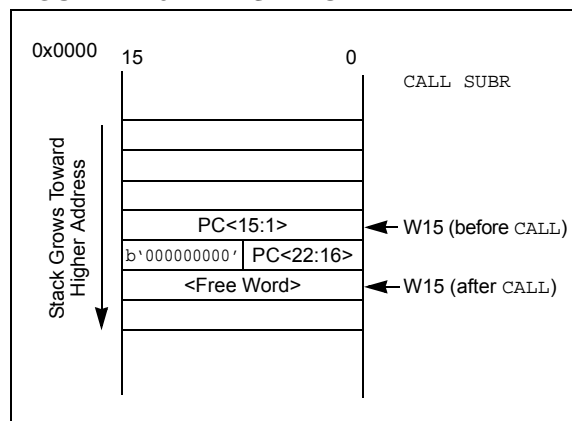 0x0000 15 0
CALL SUBR
Stack Grows Toward
Higher Address
PC<15:1>
W15 (before CALL)
b‘000000000’ PC<22:16>
<Free Word>
W15 (after CALL)